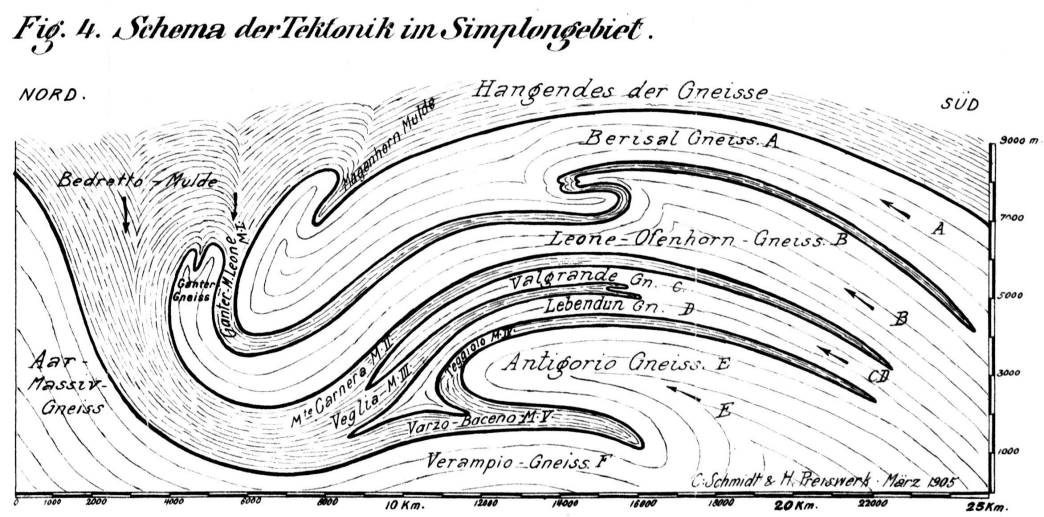 Fig. 4. Schema der Tektonik im Simplongebiet.
NORD.
Hangendes der Gneisse
SÜD
Magenhorn Mulde
Berisal Gneiss. A
9000 m
Bedretto-Mulde
A
7000
Ganter-M. Leone M. I.
Leone-Ofenhorn-Gneiss. B
Ganter
Gneiss
Valgrande Gn. C
5000
Lebendun Gn. D
B
Aar-
Massiv-
Gneiss
Mte Carnera-M. II.
Veglia-M. III.
Teggiolo M. IV.
Antigorio Gneiss. E
CD
3000
E
Varzo-Baceno M. V.
Verampio-Gneiss. F
1000
C. Schmidt & H. Preiswerk. März 1905
0 1000 2000 4000 6000 8000 10 Km. 12000 14000 16000 18000 20 Km. 22000 25 Km.